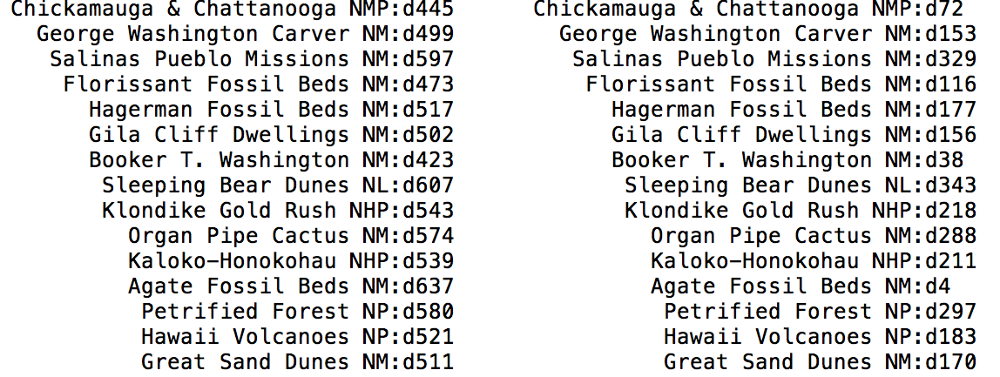 Chickamauga & Chattanooga NMP:d445 Chickamauga & Chattanooga NMP:d72
George Washington Carver NM:d499 George Washington Carver NM:d153
Salinas Pueblo Missions NM:d597 Salinas Pueblo Missions NM:d329
Florissant Fossil Beds NM:d473 Florissant Fossil Beds NM:d116
Hagerman Fossil Beds NM:d517 Hagerman Fossil Beds NM:d177
Gila Cliff Dwellings NM:d502 Gila Cliff Dwellings NM:d156
Booker T. Washington NM:d423 Booker T. Washington NM:d38
Sleeping Bear Dunes NL:d607 Sleeping Bear Dunes NL:d343
Klondike Gold Rush NHP:d543 Klondike Gold Rush NHP:d218
Organ Pipe Cactus NM:d574 Organ Pipe Cactus NM:d288
Kaloko-Honokohau NHP:d539 Kaloko-Honokohau NHP:d211
Agate Fossil Beds NM:d637 Agate Fossil Beds NM:d4
Petrified Forest NP:d580 Petrified Forest NP:d297
Hawaii Volcanoes NP:d521 Hawaii Volcanoes NP:d183
Great Sand Dunes NM:d511 Great Sand Dunes NM:d170